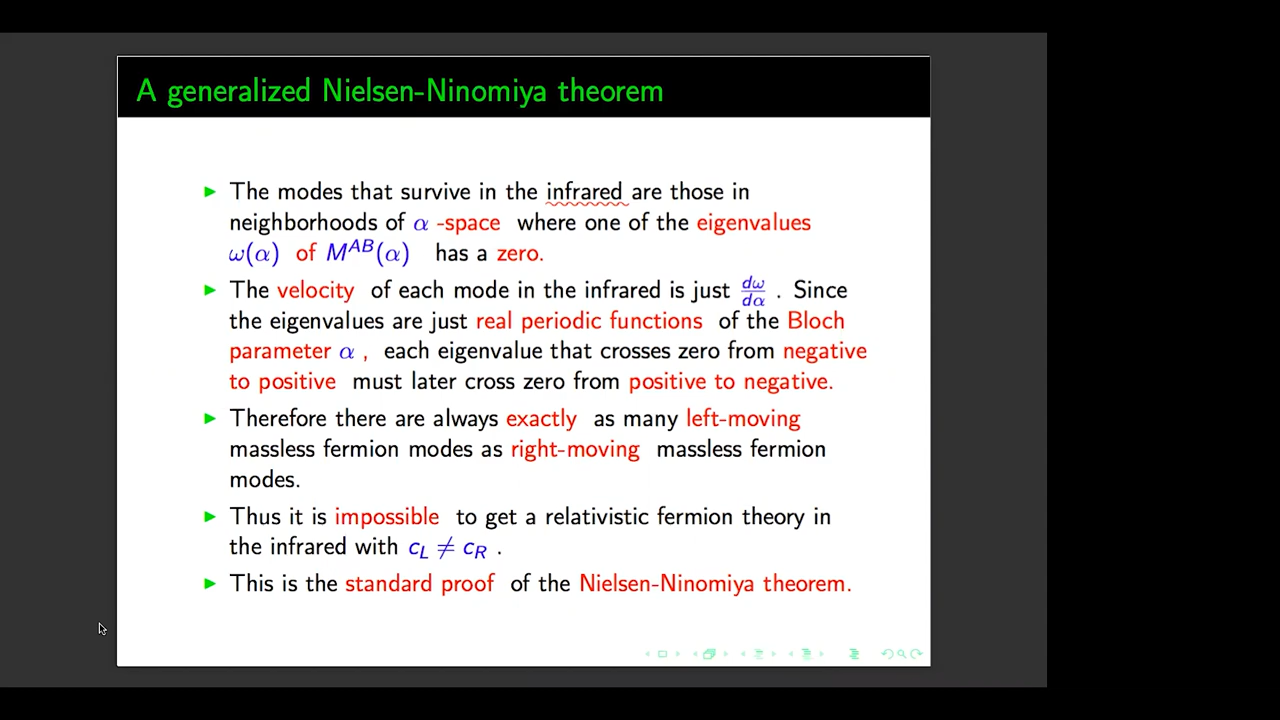 A generalized Nielsen-Ninomiya theorem
▶ The modes that survive in the infrared are those in
neighborhoods of α -space where one of the eigenvalues
ω(α) of M^{AB}(α) has a zero.
▶ The velocity of each mode in the infrared is just dω/dα . Since
the eigenvalues are just real periodic functions of the Bloch
parameter α , each eigenvalue that crosses zero from negative
to positive must later cross zero from positive to negative.
▶ Therefore there are always exactly as many left-moving
massless fermion modes as right-moving massless fermion
modes.
▶ Thus it is impossible to get a relativistic fermion theory in
the infrared with c_L ≠ c_R .
▶ This is the standard proof of the Nielsen-Ninomiya theorem.